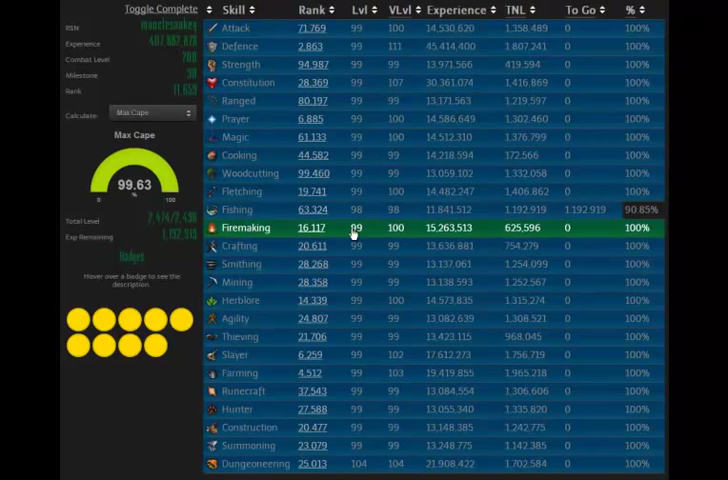 Toggle Complete
Skill Rank Lvl VLvl Experience TNL To Go %
RSN
Experience
Combat Level 200
Milestone
Rank 11,659
Calculate: Max Cape
Max Cape
99.63
0 % 100
Total Level 2,474/2,498
Exp Remaining 1,192,919
Badges
Hover over a badge to see the
description.
Attack 71.769 99 100 14,530.620 1,358.489 0 100%
Defence 2.863 99 111 45,414.400 1,807.241 0 100%
Strength 94.987 99 99 13,971.566 419.594 0 100%
Constitution 28.369 99 107 30,361.074 1,416.869 0 100%
Ranged 80.197 99 99 13,171.563 1,219.597 0 100%
Prayer 6.885 99 100 14,586.649 1,302.460 0 100%
Magic 61.133 99 100 14,512.310 1,376.799 0 100%
Cooking 44.582 99 99 14,218.594 172.566 0 100%
Woodcutting 99.460 99 99 13,059.102 1,332.058 0 100%
Fletching 19.741 99 100 14,482.247 1,406.862 0 100%
Fishing 63.324 98 98 11,841.512 1,192.919 1,192.919 90.85%
Firemaking 16.117 99 100 15,263,513 625,596 0 100%
Crafting 20.611 99 99 13,636.881 754.279 0 100%
Smithing 28.268 99 99 13,137.061 1,254.099 0 100%
Mining 28.358 99 99 13,138.593 1,252.567 0 100%
Herblore 14.339 99 100 14,573.835 1,315.274 0 100%
Agility 24.807 99 99 13,082.639 1,308.521 0 100%
Thieving 21.706 99 99 13,423.115 968.045 0 100%
Slayer 6.259 99 102 17,612.273 1,756.719 0 100%
Farming 4.512 99 103 19,419.855 1,965.218 0 100%
Runecraft 37.543 99 99 13,084.554 1,306.606 0 100%
Hunter 27.588 99 99 13,055.340 1,335.820 0 100%
Construction 20.477 99 99 13,148.385 1,242.775 0 100%
Summoning 23.079 99 99 13,248.775 1,142.385 0 100%
Dungeoneering 25.013 104 104 21,908.422 1,702.584 0 100%